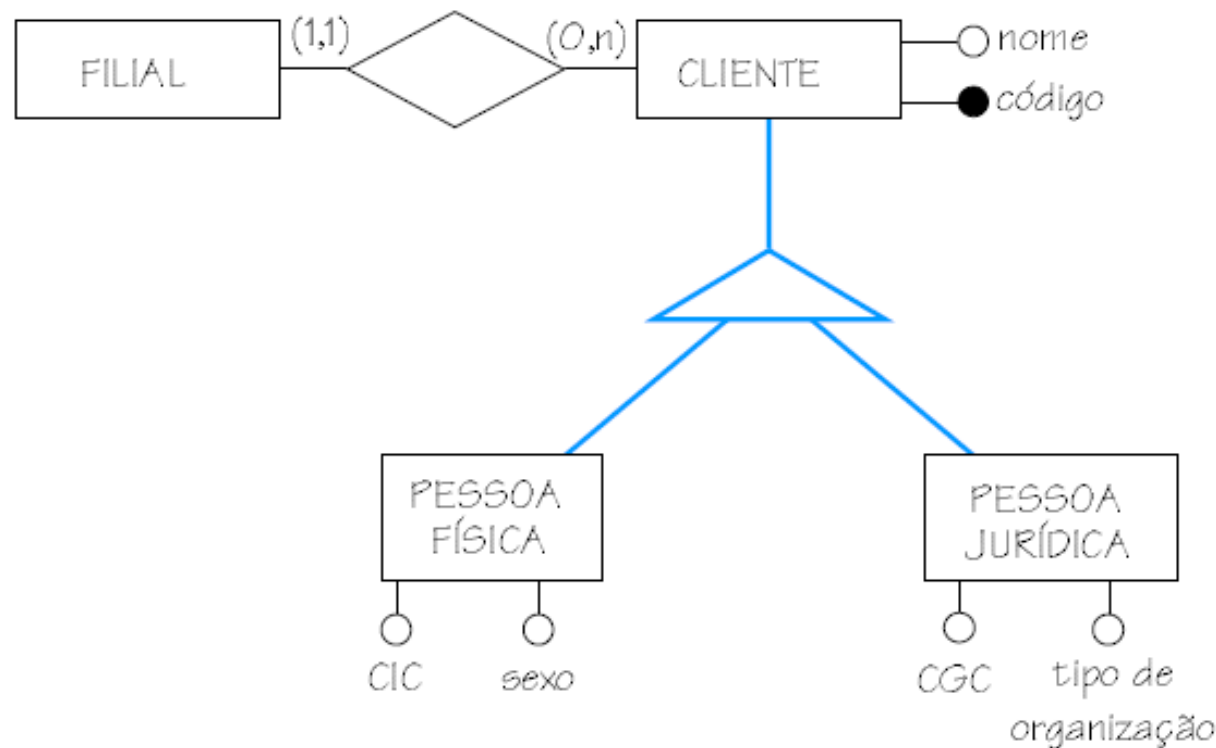 FILIAL
(1,1)
(0,n)
CLIENTE
nome
código
PESSOA
FÍSICA
PESSOA
JURÍDICA
CIC
sexo
CGC
tipo de
organização